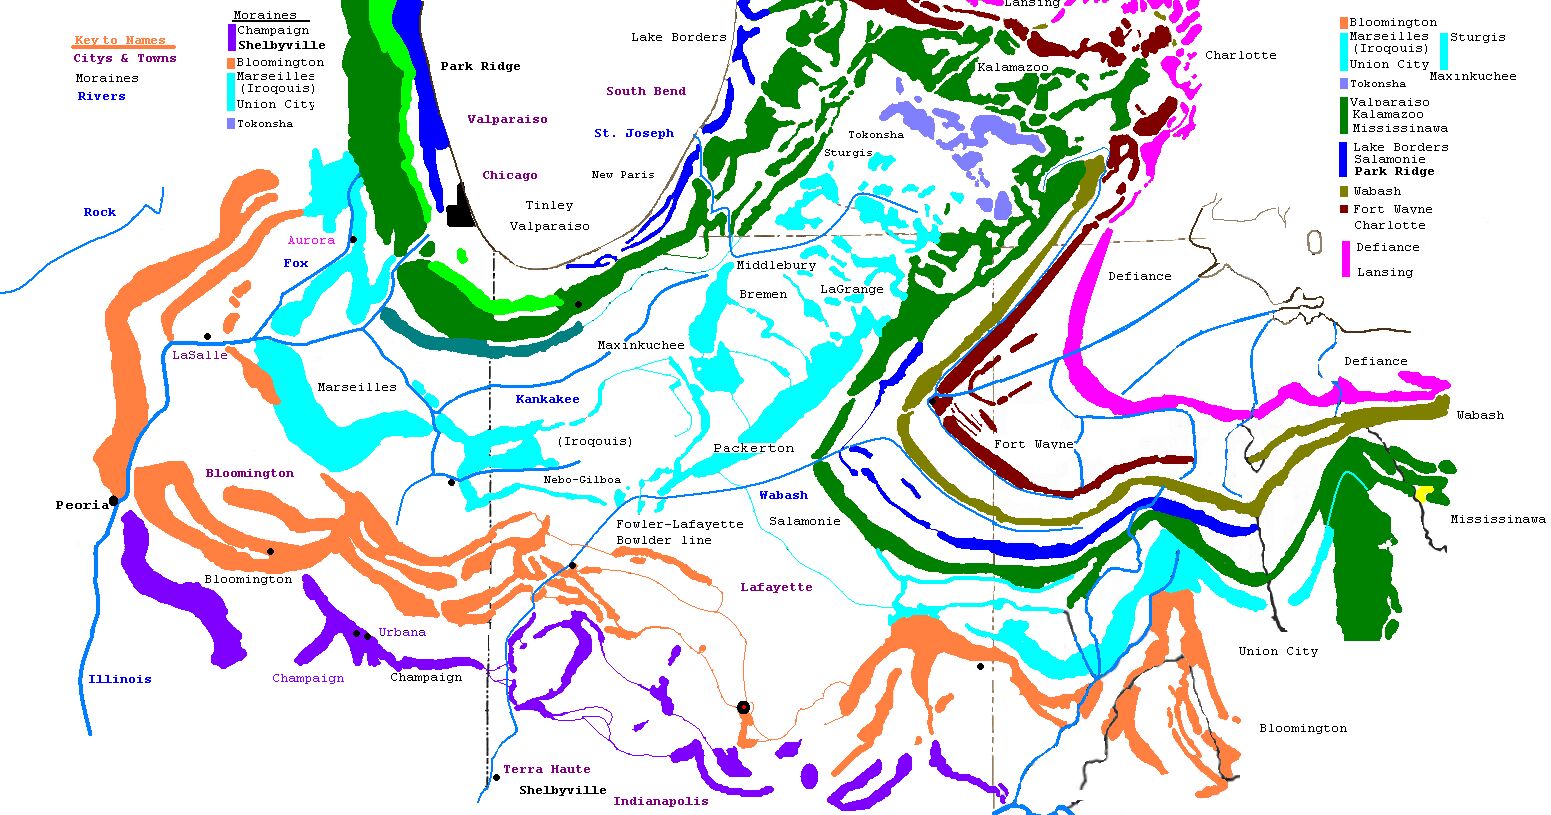 Key to Names
Citys & Towns
Moraines
Rivers
Moraines
Champaign
Shelbyville
Bloomington
Marseilles
(Iroqouis)
Union City
Tokonsha
Park Ridge
Valparaiso
Chicago
Tinley
Valparaiso
Lake Borders
South Bend
St. Joseph
New Paris
Lansing
Kalamazoo
Tokonsha
Sturgis
Charlotte
Bloomington
Marseilles
(Iroqouis)
Union City
Sturgis
Maxinkuchee
Tokonsha
Valparaiso
Kalamazoo
Mississinawa
Lake Borders
Salamonie
Park Ridge
Wabash
Fort Wayne
Charlotte
Defiance
Lansing
Rock
Aurora
Fox
LaSalle
Marseilles
Middlebury
Bremen
LaGrange
Defiance
Maxinkuchee
Kankakee
(Iroqouis)
Packerton
Nebo-Gilboa
Fort Wayne
Defiance
Wabash
Bloomington
Peoria
Wabash
Salamonie
Fowler-Lafayette
Bowlder line
Mississinawa
Bloomington
Lafayette
Urbana
Champaign
Champaign
Illinois
Union City
Bloomington
Terra Haute
Shelbyville
Indianapolis